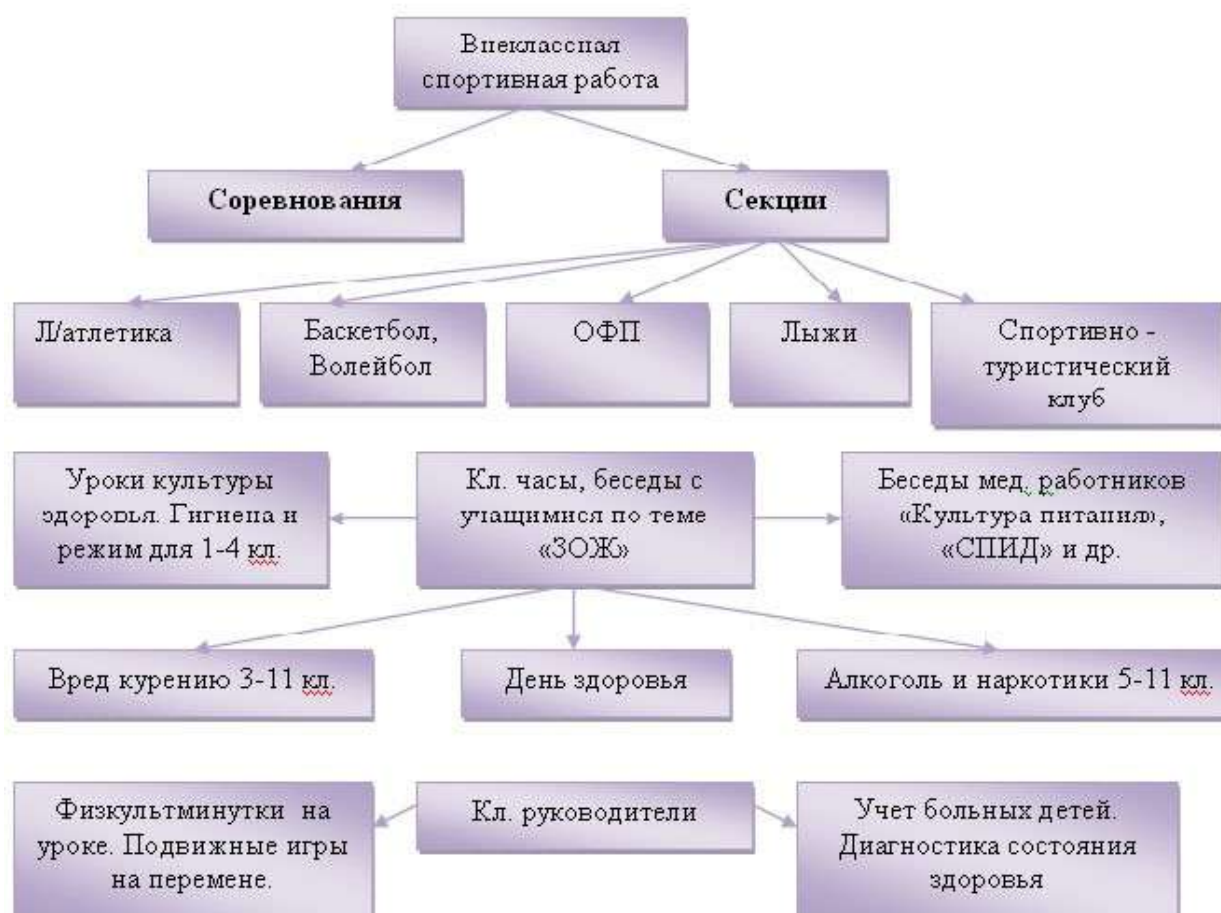 Внеклассная
спортивная работа
Соревнования
Секции
Л/атлетика
Баскетбол,
Волейбол
ОФП
Лыжи
Спортивно -
туристический
клуб
Уроки культуры
здоровья. Гигиена и
режим для 1-4 кл.
Кл. часы, беседы с
учащимися по теме
«ЗОЖ»
Беседы мед. работников
«Культура питания»,
«СПИД» и др.
Вред курению 3-11 кл.
День здоровья
Алкоголь и наркотики 5-11 кл.
Физкультминутки на
уроке. Подвижные игры
на перемене.
Кл. руководители
Учет больных детей.
Диагностика состояния
здоровья